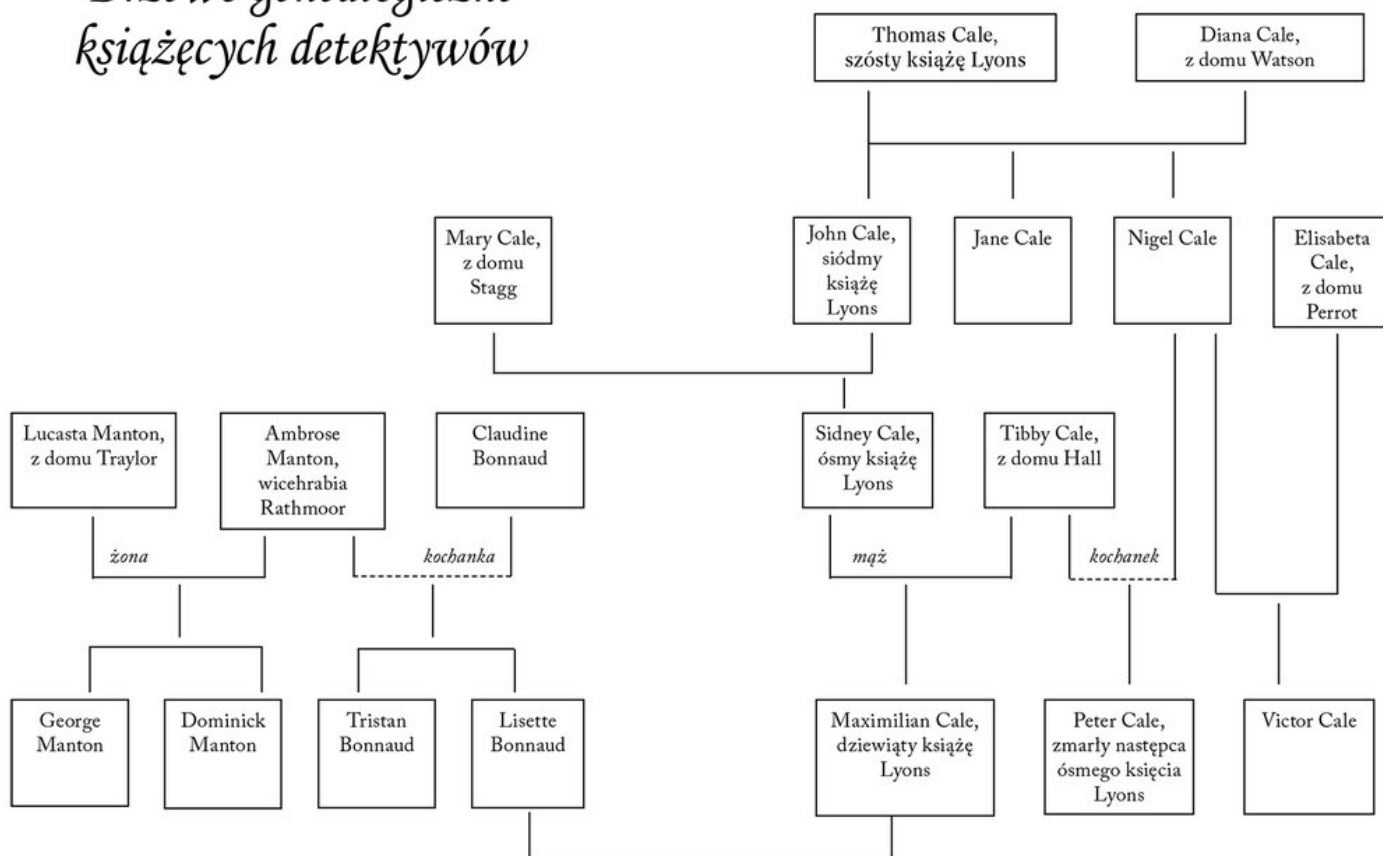 Drzewo genealogiczne
książęcych detektywów
Thomas Cale,
szósty książę Lyons
Diana Cale,
z domu Watson
Mary Cale,
z domu
Stagg
John Cale,
siódmy
książę
Lyons
Jane Cale
Nigel Cale
Elisabeta
Cale,
z domu
Perrot
Lucasta Manton,
z domu Traylor
Ambrose
Manton,
wicehrabia
Rathmoor
Claudine
Bonnaud
Sidney Cale,
ósmy książę
Lyons
Tibby Cale,
z domu Hall
żona
kochanka
mąż
kochanek
George
Manton
Dominick
Manton
Tristan
Bonnaud
Lisette
Bonnaud
Maximilian Cale,
dziewiąty książę
Lyons
Peter Cale,
zmarły następca
ósmego księcia
Lyons
Victor Cale